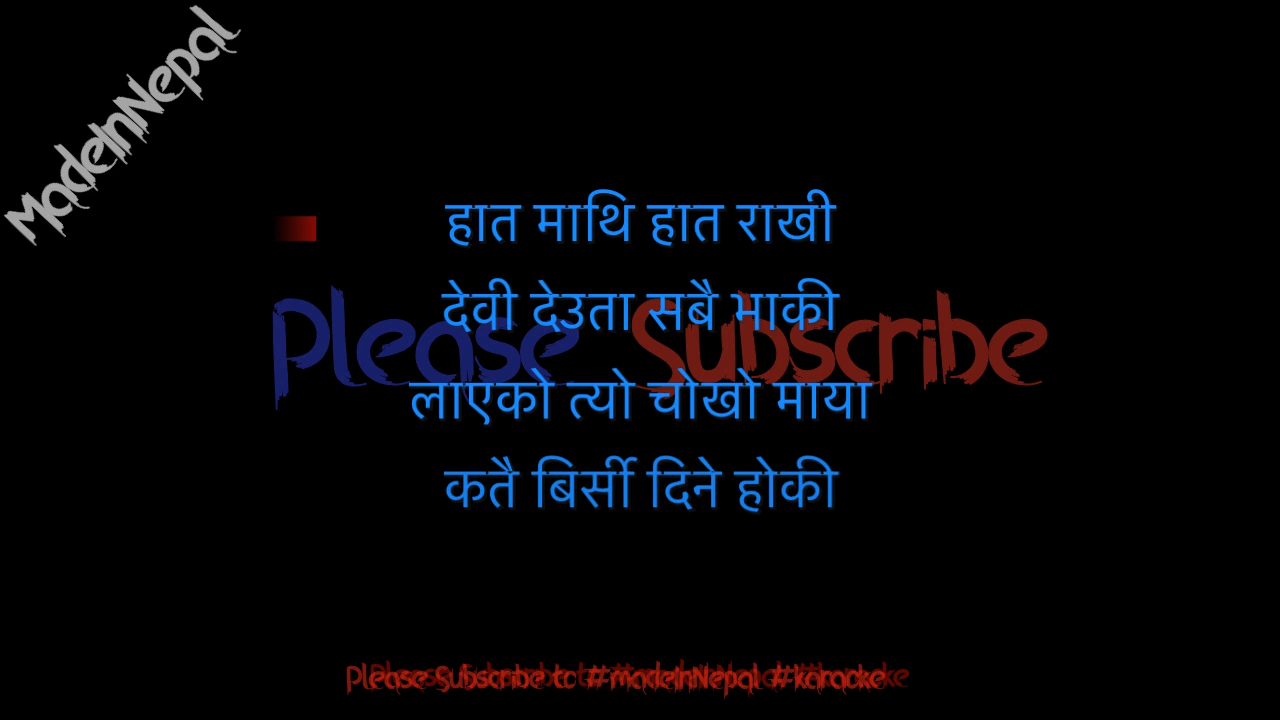 MadeInNepal
हात माथि हात राखी
देवी देउता सबै भाकी
Please Subscribe
लाएको त्यो चोखो माया
कतै बिर्सी दिने होकी
Please Subscribe to #madeInNepal #karaoke